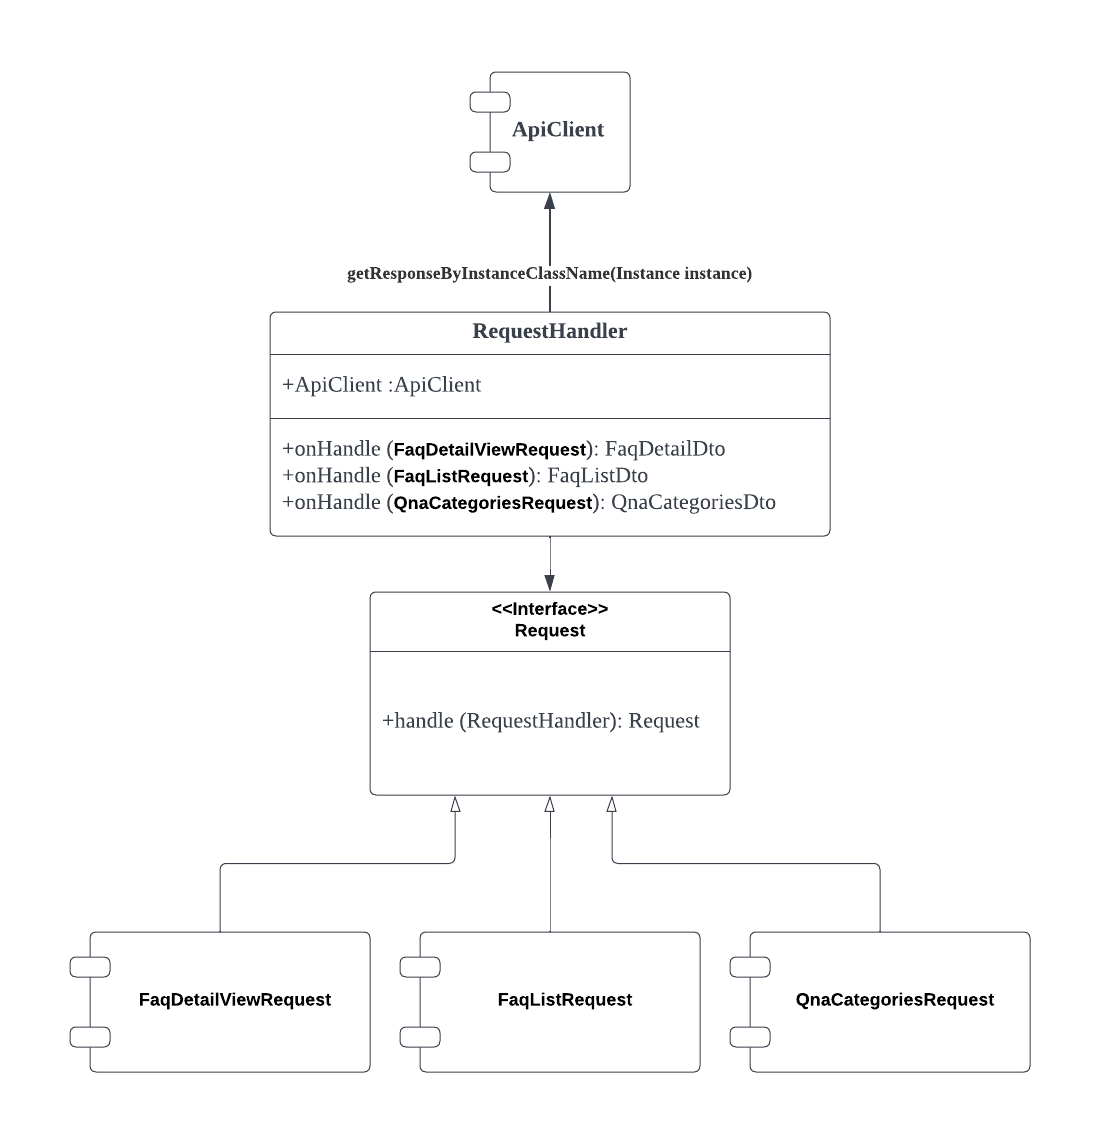 ApiClient
getResponseByInstanceClassName(Instance instance)
RequestHandler
+ApiClient :ApiClient
+onHandle (FaqDetailViewRequest): FaqDetailDto
+onHandle (FaqListRequest): FaqListDto
+onHandle (QnaCategoriesRequest): QnaCategoriesDto
<<Interface>>
Request
+handle (RequestHandler): Request
FaqDetailViewRequest
FaqListRequest
QnaCategoriesRequest